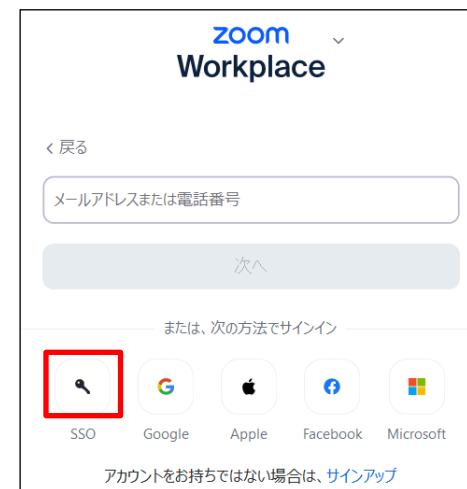 zoom
Workplace
< 戻る
メールアドレスまたは電話番号
次へ
または、次の方法でサインイン
SSO Google Apple Facebook Microsoft
アカウントをお持ちではない場合は、サインアップ